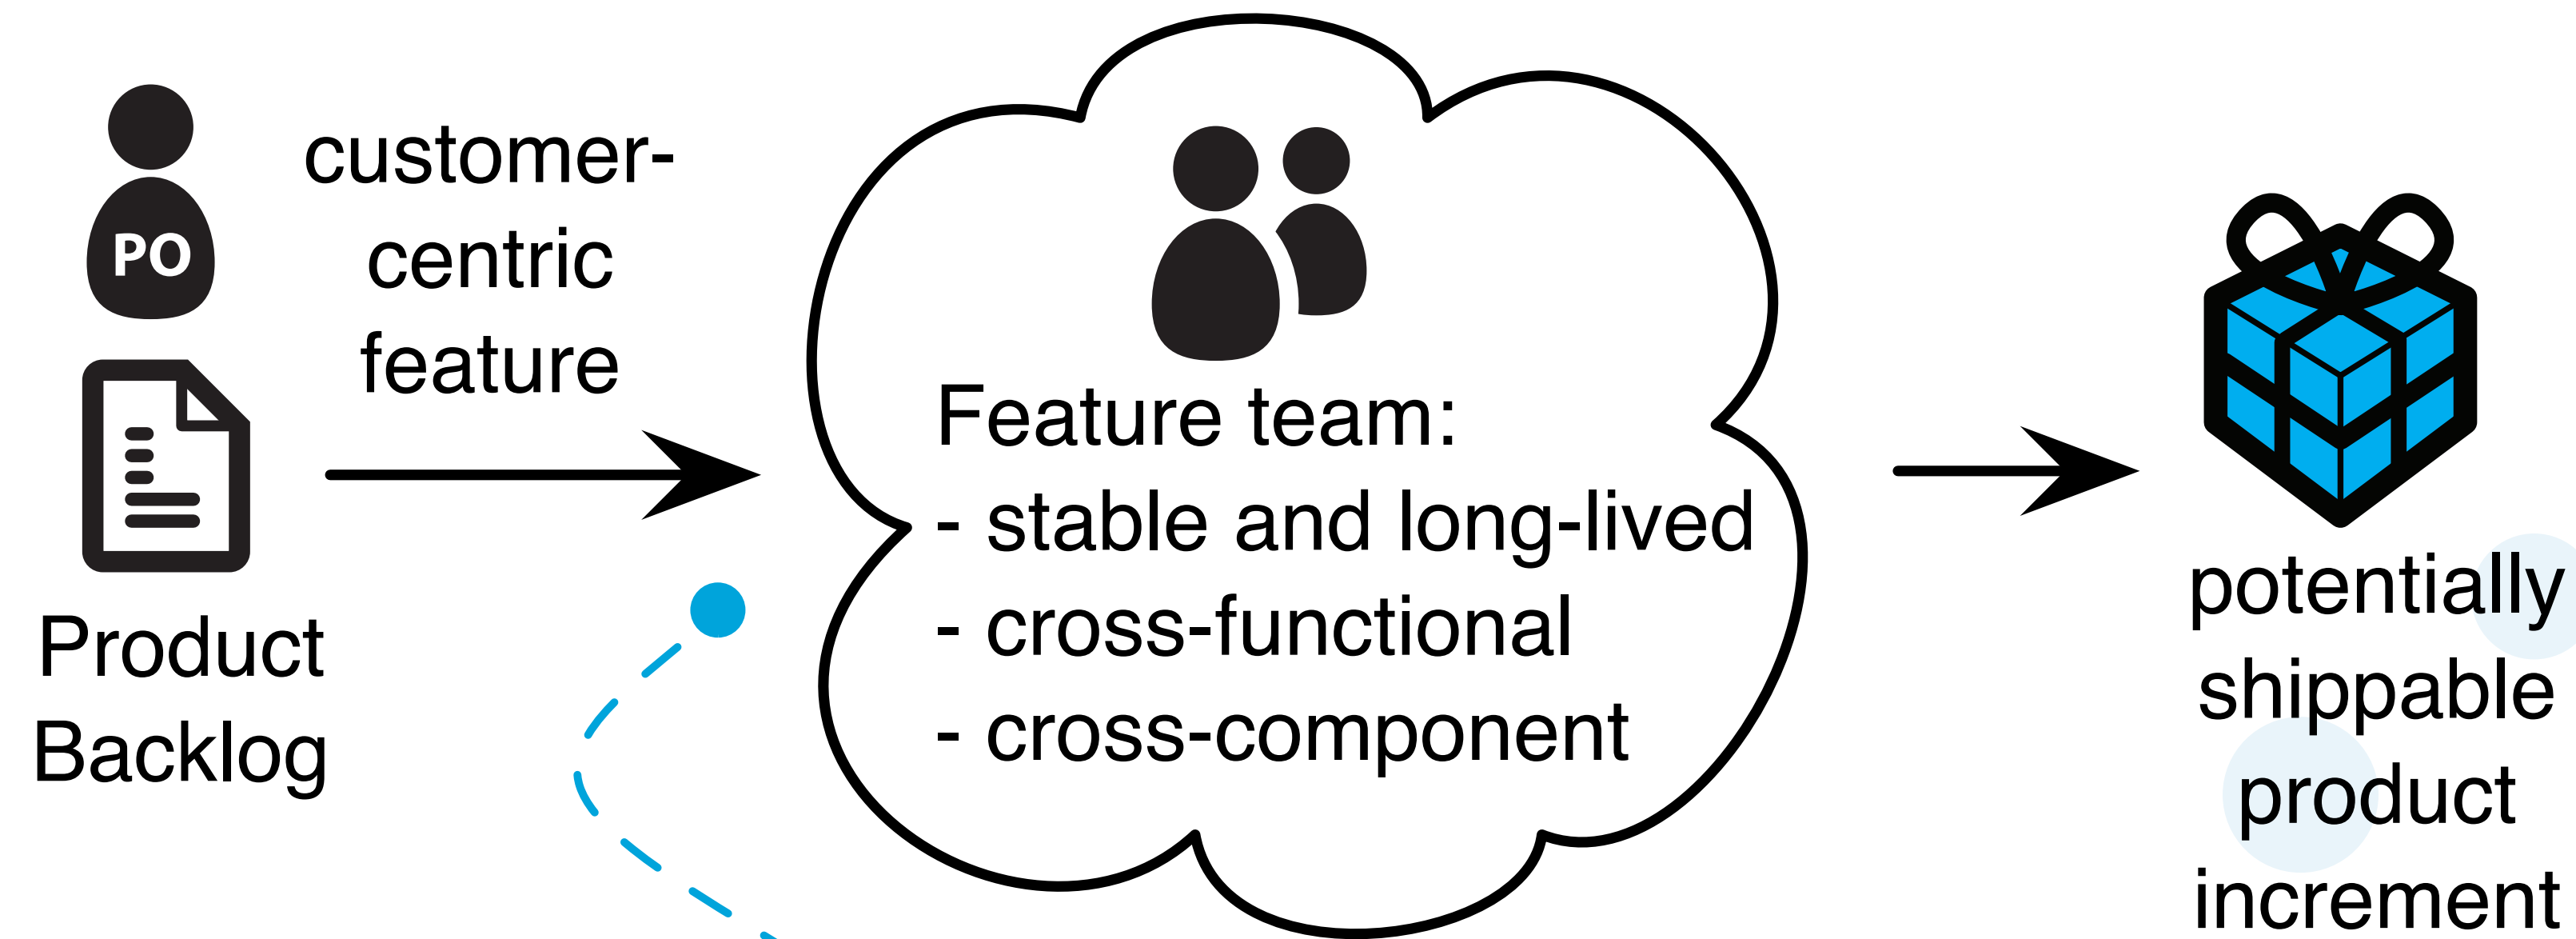 PO
Product
Backlog
customer-
centric
feature
Feature team:
- stable and long-lived
- cross-functional
- cross-component
potentially
shippable
product
increment